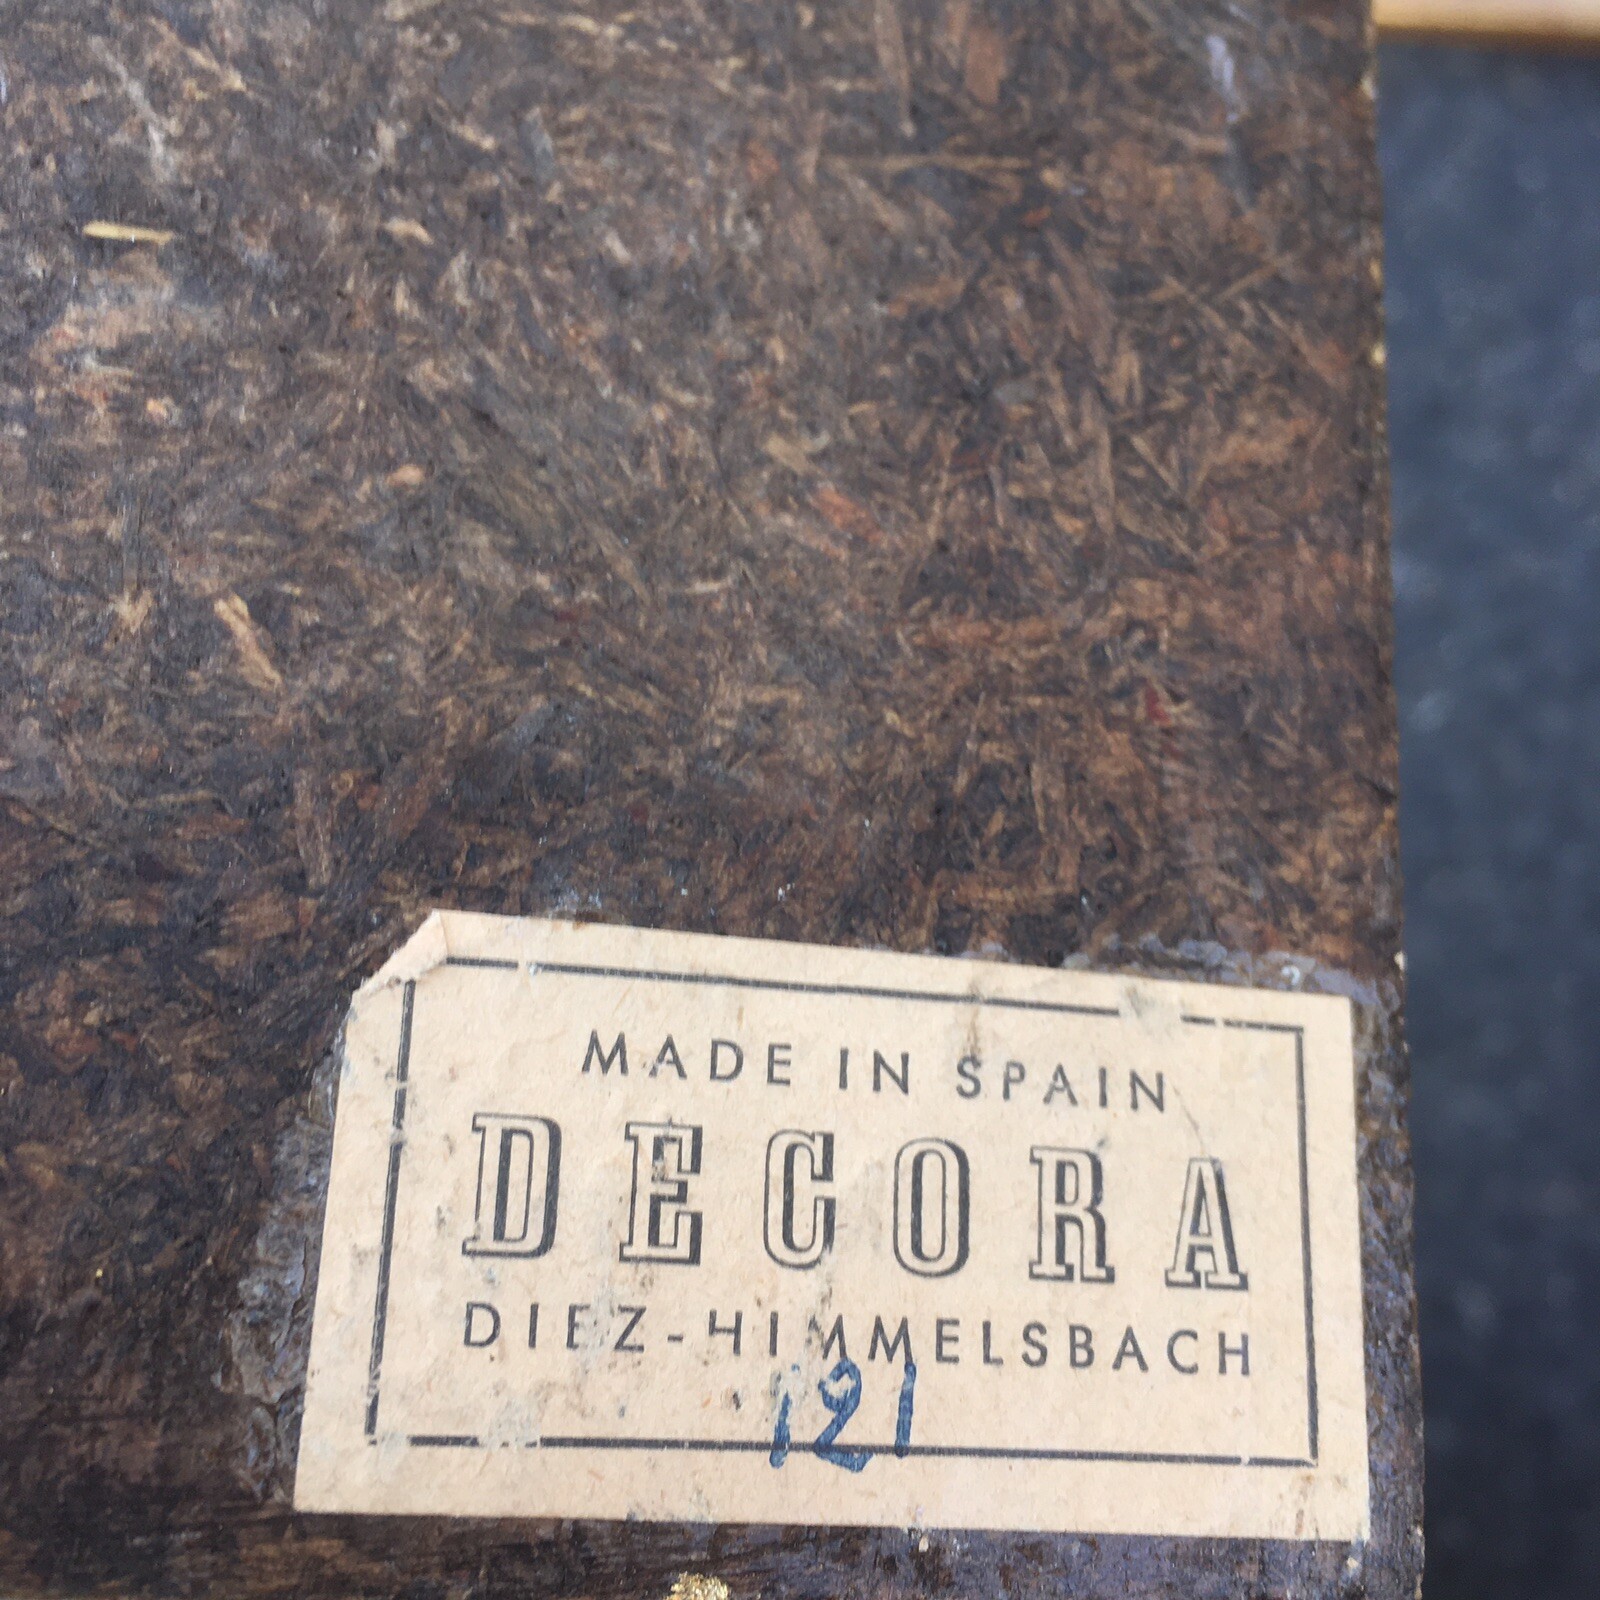 MADE IN SPAIN
DECORA
DIEZ-HIMMELSBACH
121